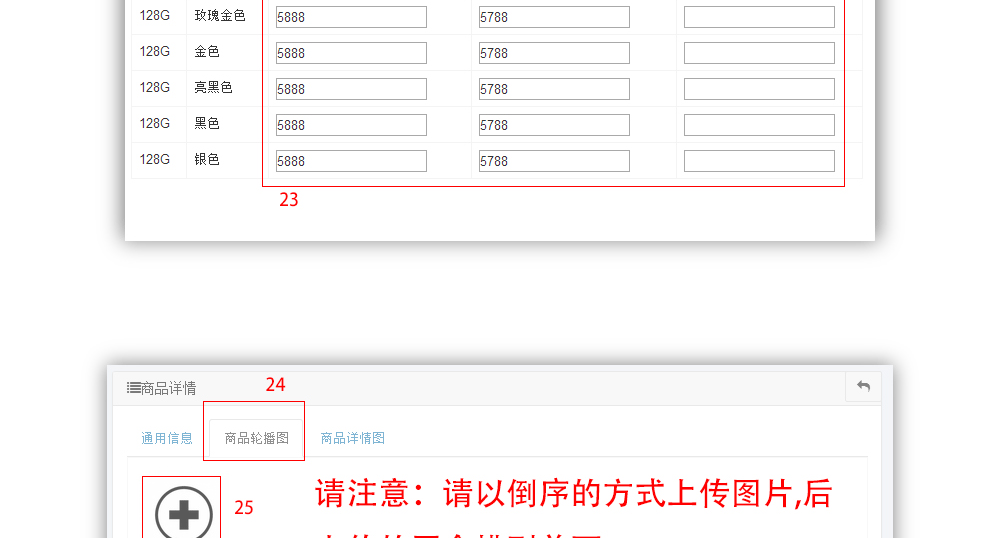 128G 玫瑰金色 5888 5788
128G 金色 5888 5788
128G 亮黑色 5888 5788
128G 黑色 5888 5788
128G 银色 5888 5788
23
24
商品详情
通用信息 商品轮播图 商品详情图
25
请注意：请以倒序的方式上传图片,后